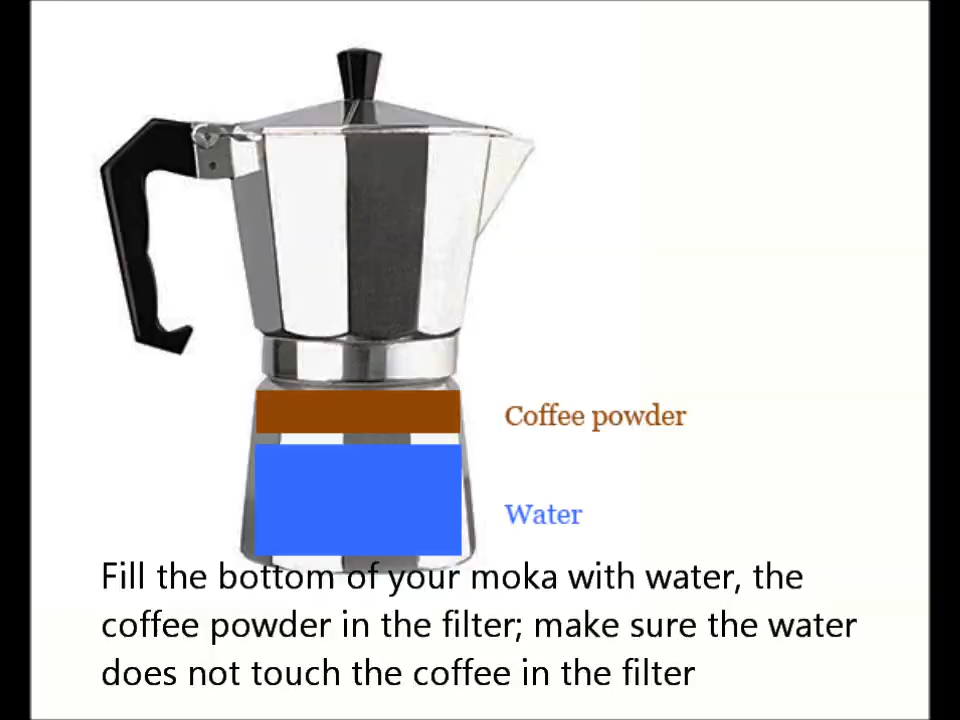 Coffee powder
Water
Fill the bottom of your moka with water, the
coffee powder in the filter; make sure the water
does not touch the coffee in the filter